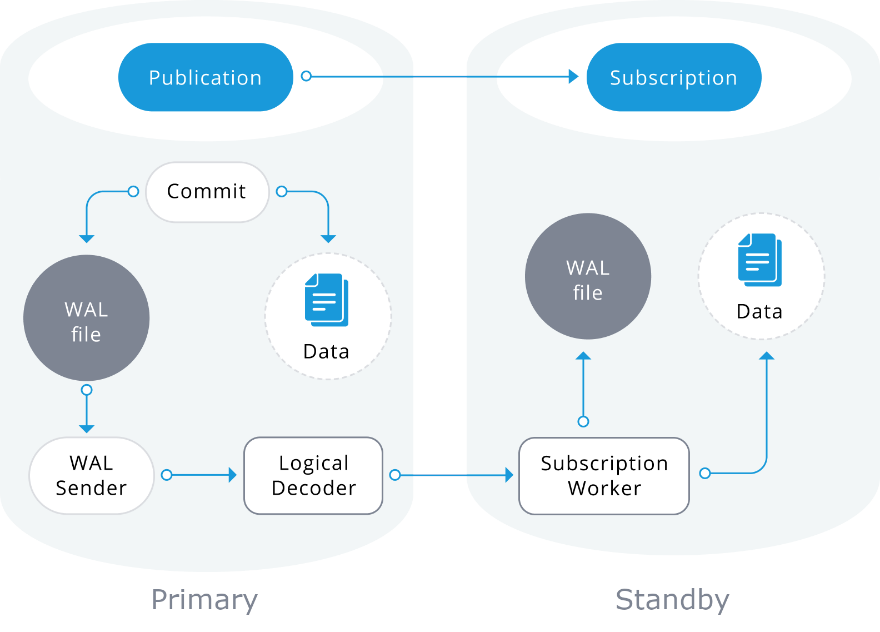 Publication
Subscription
Commit
WAL
file
Data
WAL
file
Data
WAL
Sender
Logical
Decoder
Subscription
Worker
Primary
Standby